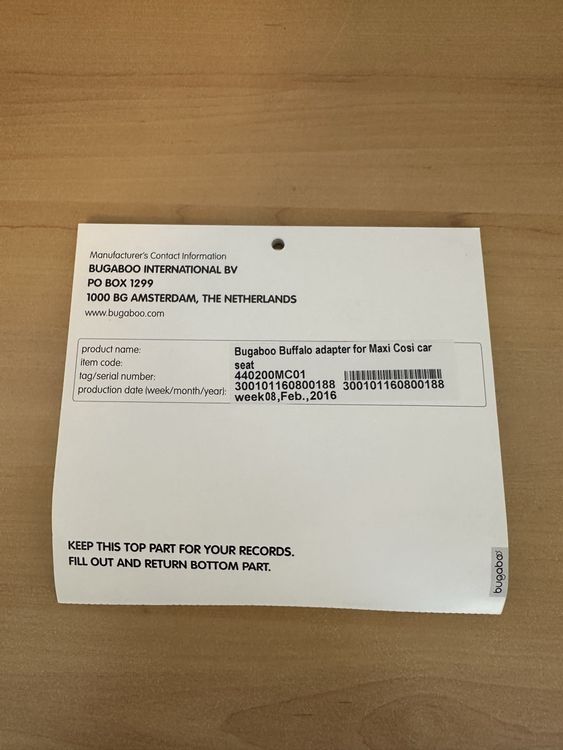 Manufacturer's Contact Information
BUGABOO INTERNATIONAL BV
PO BOX 1299
1000 BG AMSTERDAM, THE NETHERLANDS
www.bugaboo.com
product name: Bugaboo Buffalo adapter for Maxi Cosi car
seat
item code: 440200MC01
tag/serial number: 300101160800188 300101160800188
production date (week/month/year): week08,Feb.,2016
KEEP THIS TOP PART FOR YOUR RECORDS.
FILL OUT AND RETURN BOTTOM PART.
bugaboo